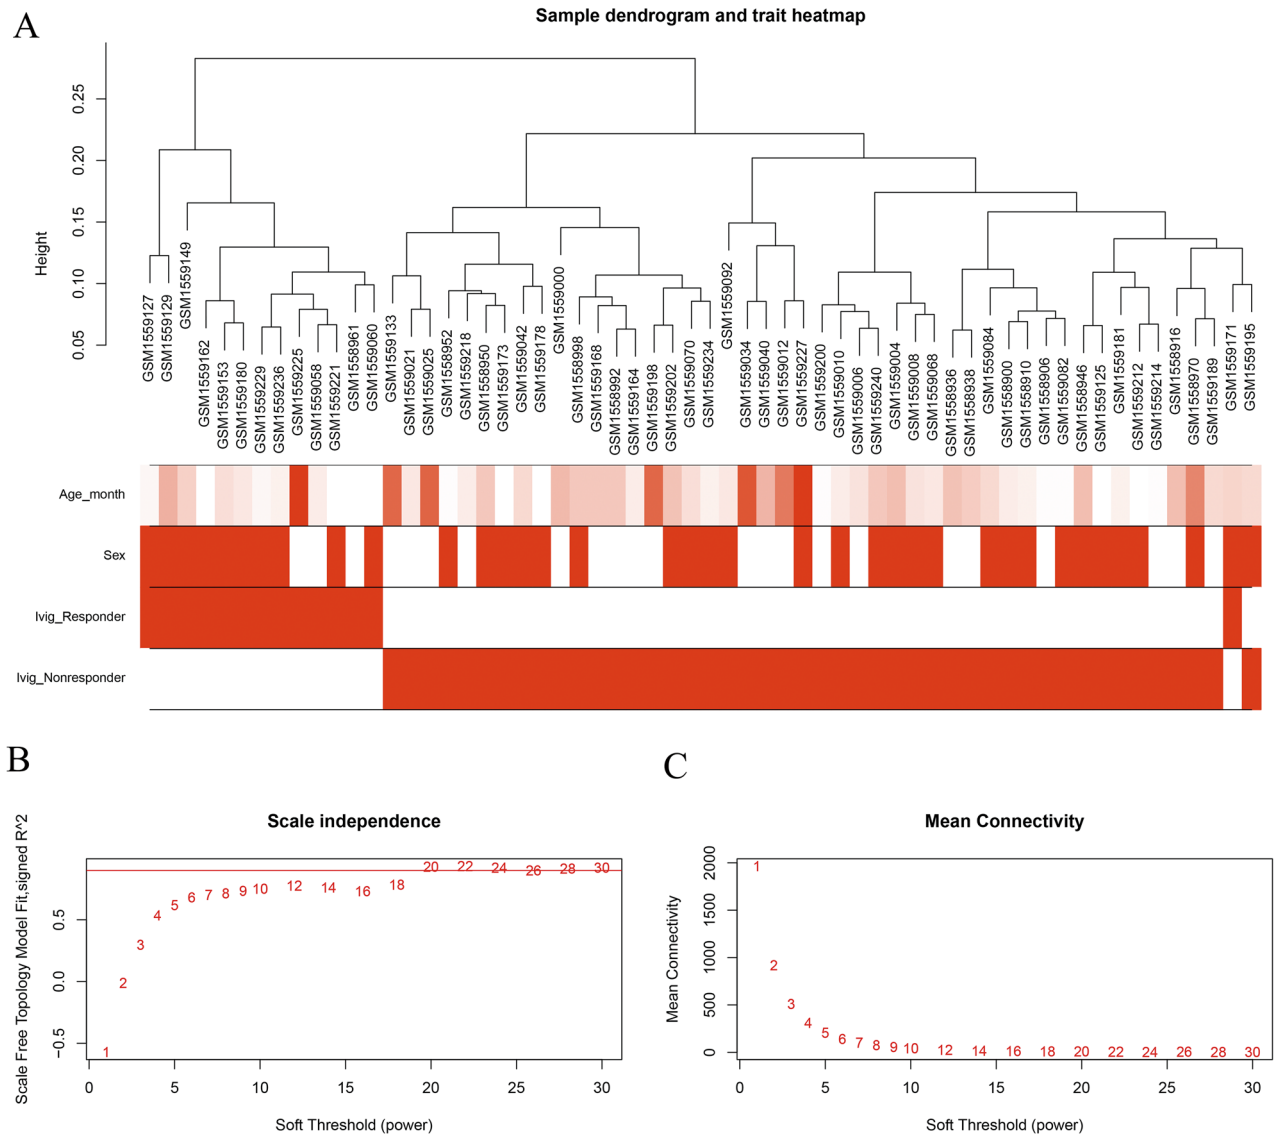 A
Sample dendrogram and trait heatmap
Height
0.25
0.20
0.15
0.10
0.05
GSM1559127
GSM1559129
GSM1559149
GSM1559162
GSM1559153
GSM1559180
GSM1559229
GSM1559236
GSM1559225
GSM1559058
GSM1559221
GSM1558961
GSM1559060
GSM1559133
GSM1559021
GSM1559025
GSM1558952
GSM1559218
GSM1558950
GSM1559173
GSM1559042
GSM1559178
GSM1559000
GSM1558998
GSM1559168
GSM1558992
GSM1559164
GSM1559198
GSM1559202
GSM1559070
GSM1559234
GSM1559092
GSM1559034
GSM1559040
GSM1559012
GSM1559227
GSM1559200
GSM1559010
GSM1559006
GSM1559240
GSM1559004
GSM1559008
GSM1559068
GSM1558936
GSM1558938
GSM1559084
GSM1558900
GSM1558910
GSM1558906
GSM1559082
GSM1558946
GSM1559125
GSM1559181
GSM1559212
GSM1559214
GSM1558916
GSM1558970
GSM1559189
GSM1559171
GSM1559195
Age_month
Sex
Ivig_Responder
Ivig_Nonresponder
B
Scale independence
Scale Free Topology Model Fit,signed R^2
0.5
0.0
−0.5
1
2
3
4
5
6
7
8
9
10
12
14
16
18
20
22
24
26
28
30
0 5 10 15 20 25 30
Soft Threshold (power)
C
Mean Connectivity
Mean Connectivity
2000
1500
1000
500
0
1
2
3
4
5
6
7
8
9
10
12
14
16
18
20
22
24
26
28
30
0 5 10 15 20 25 30
Soft Threshold (power)